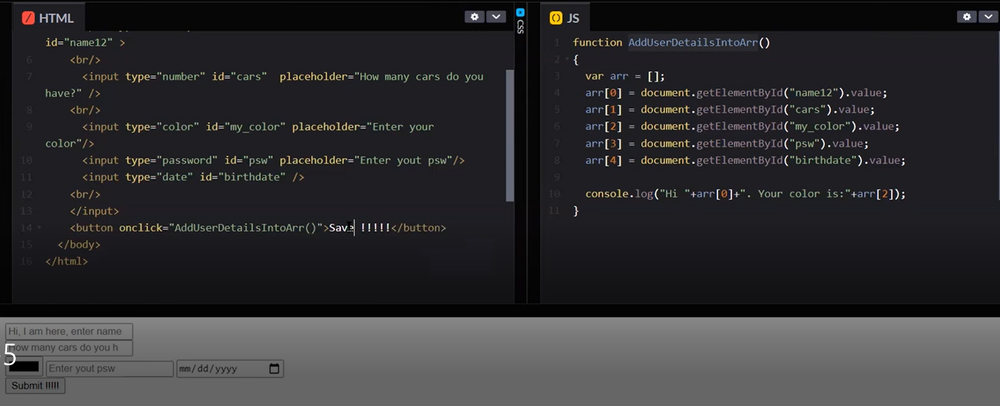 HTML
id="name12" >
6 <br/>
7 <input type="number" id="cars"  placeholder="How many cars do you
have?" />
8 <br/>
9 <input type="color" id="my_color" placeholder="Enter your
color"/>
10 <input type="password" id="psw" placeholder="Enter yout psw"/>
11 <input type="date" id="birthdate" />
12 <br/>
13 </input>
14 <button onclick="AddUserDetailsIntoArr()">Save !!!!!</button>
15 </body>
16 </html>
CSS
JS
1 function AddUserDetailsIntoArr()
2 {
3 var arr = [];
4 arr[0] = document.getElementById("name12").value;
5 arr[1] = document.getElementById("cars").value;
6 arr[2] = document.getElementById("my_color").value;
7 arr[3] = document.getElementById("psw").value;
8 arr[4] = document.getElementById("birthdate").value;
9
10 console.log("Hi "+arr[0]+". Your color is:"+arr[2]);
11 }
Hi, I am here, enter name
How many cars do you h
5
Enter yout psw
mm/dd/yyyy
Submit !!!!!